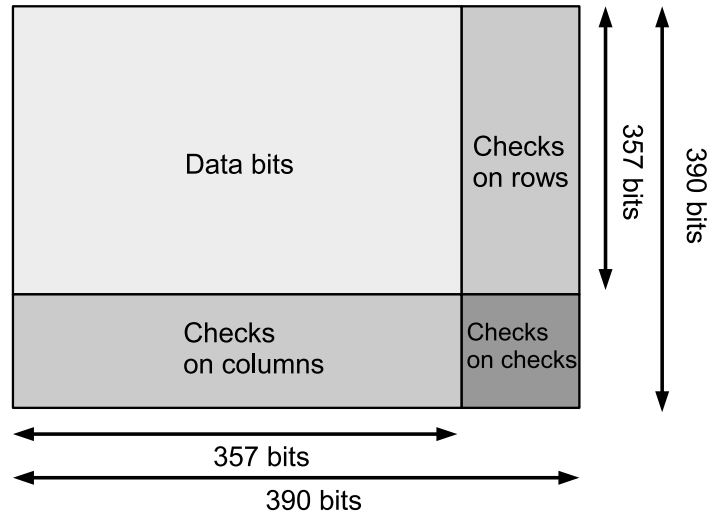 Data bits
Checks
on rows
357 bits
390 bits
Checks
on columns
Checks
on checks
357 bits
390 bits